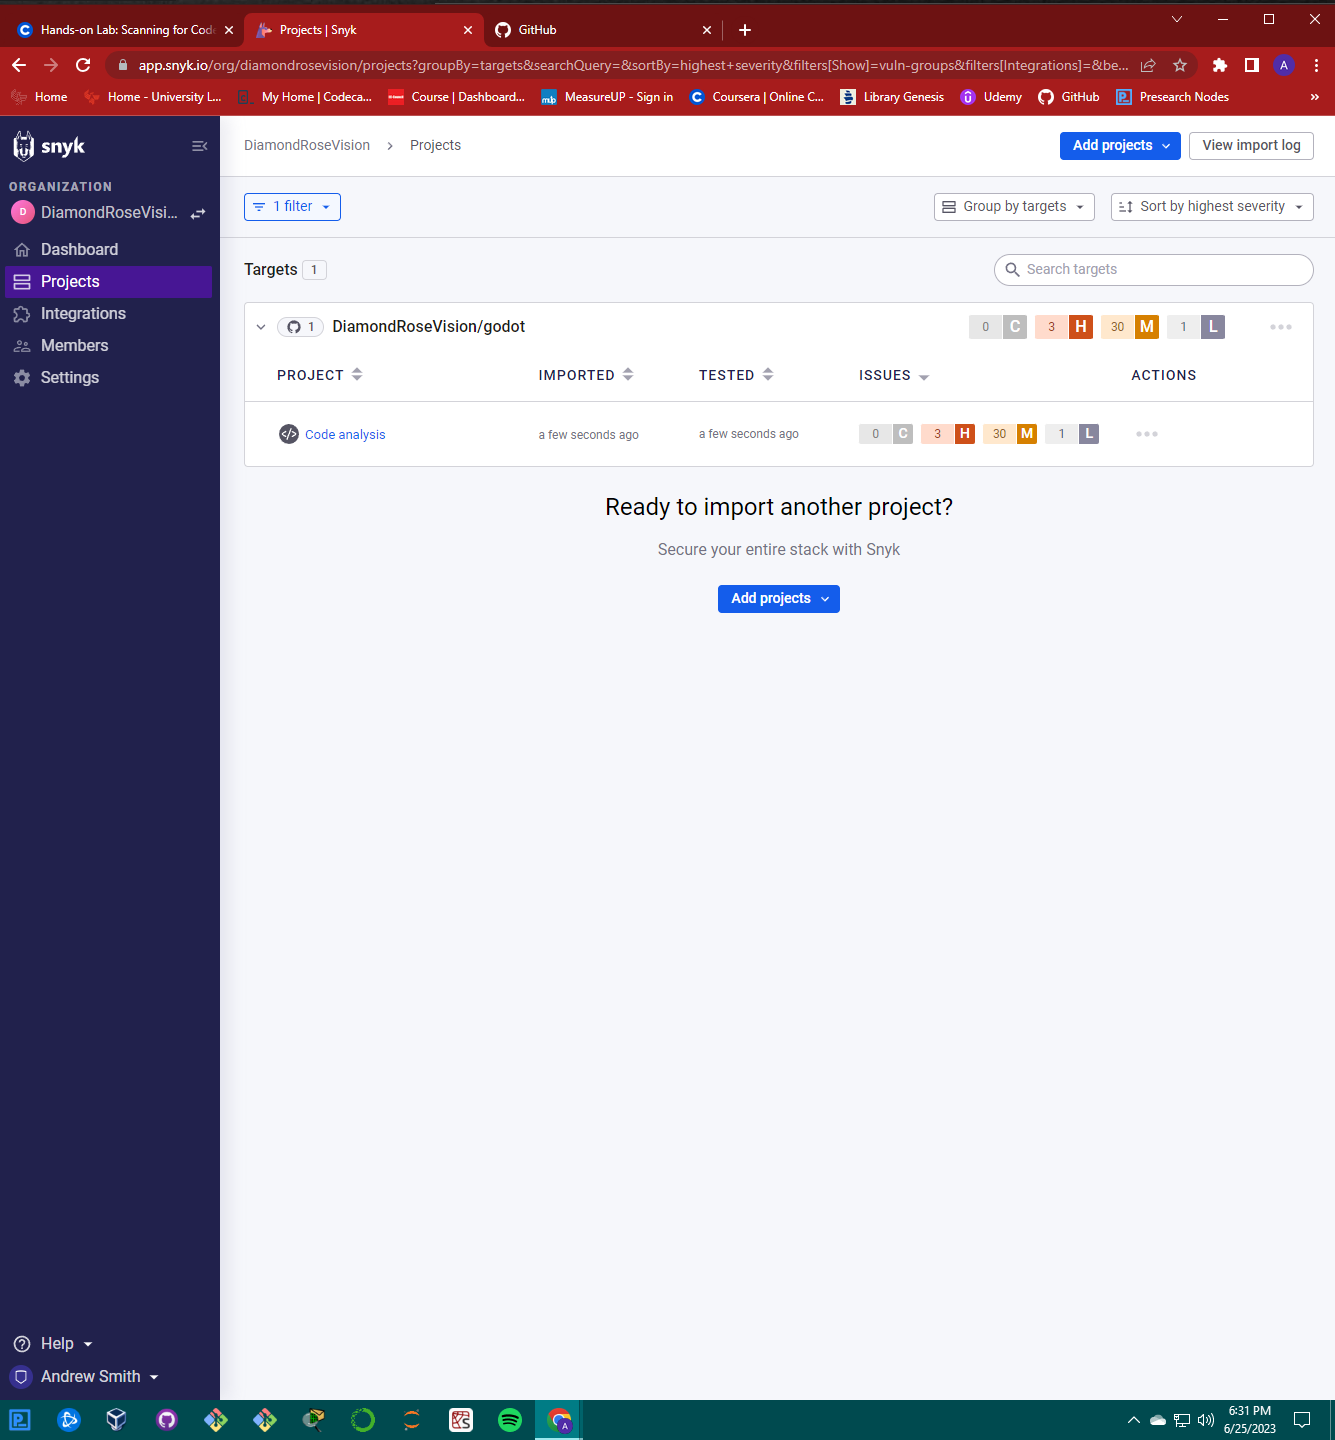 Hands-on Lab: Scanning for Code
Projects | Snyk
GitHub
app.snyk.io/org/diamondrosevision/projects?groupBy=targets&searchQuery=&sortBy=highest+severity&filters[Show]=vuln-groups&filters[Integrations]=&be...
A
Home
Home - University L...
My Home | Codeca...
Course | Dashboard...
MeasureUP - Sign in
Coursera | Online C...
Library Genesis
Udemy
GitHub
Presearch Nodes
»
snyk
ORGANIZATION
D DiamondRoseVisi...
Dashboard
Projects
Integrations
Members
Settings
DiamondRoseVision > Projects
Add projects
View import log
1 filter
Group by targets
Sort by highest severity
Targets 1
Search targets
1 DiamondRoseVision/godot 0 C 3 H 30 M 1 L
PROJECT IMPORTED TESTED ISSUES ACTIONS
Code analysis a few seconds ago a few seconds ago 0 C 3 H 30 M 1 L
Ready to import another project?
Secure your entire stack with Snyk
Add projects
Help
Andrew Smith
6:31 PM
6/25/2023